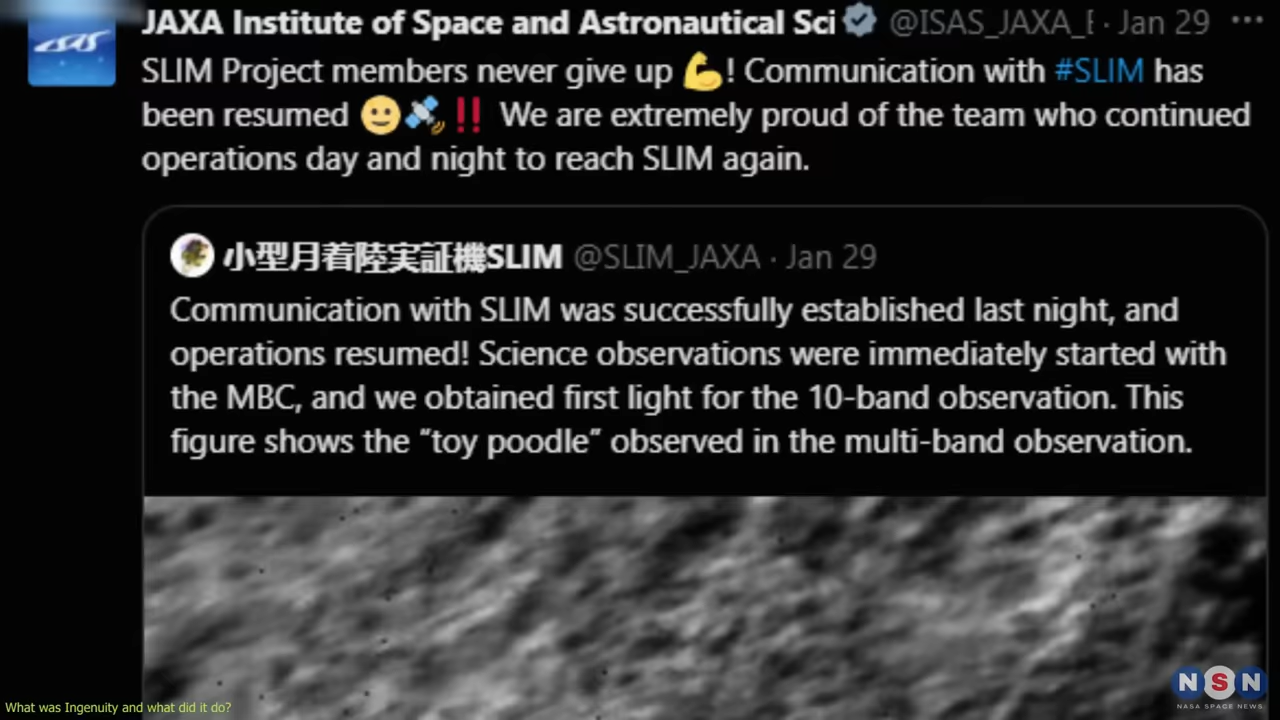 JAXA Institute of Space and Astronautical Sci @ISAS_JAXA_E · Jan 29 ···
SLIM Project members never give up 💪! Communication with #SLIM has
been resumed 🙂🛰️‼️ We are extremely proud of the team who continued
operations day and night to reach SLIM again.
小型月着陸実証機SLIM @SLIM_JAXA · Jan 29
Communication with SLIM was successfully established last night, and
operations resumed! Science observations were immediately started with
the MBC, and we obtained first light for the 10-band observation. This
figure shows the “toy poodle” observed in the multi-band observation.
NSN
NASA SPACE NEWS
What was Ingenuity and what did it do?